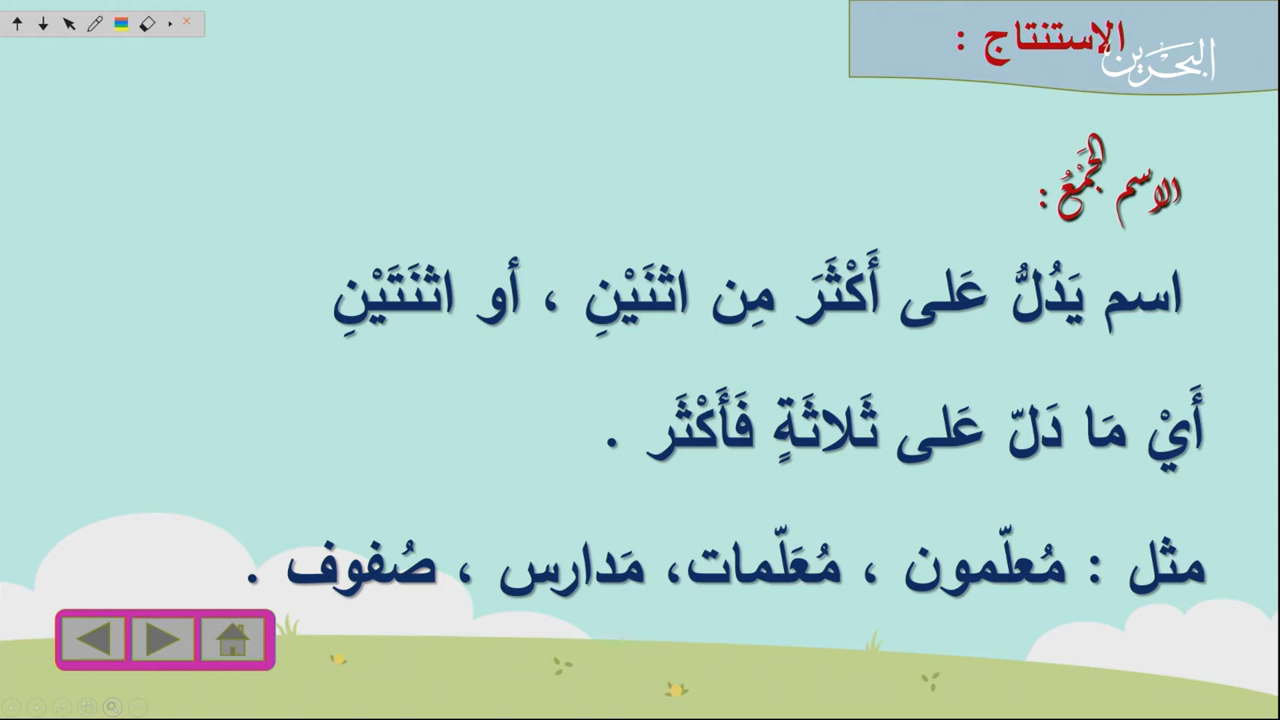 الاستنتاج :
البحرين
الاسم الجَمْعُ :
اسم يَدُلُّ عَلى أَكْثَرَ مِن اثنَيْنِ ، أو اثنَتَيْنِ
أَيْ مَا دَلّ عَلى ثَلاثَةٍ فَأَكْثَر .
مثل : مُعلّمون ، مُعَلّمات، مَدارس ، صُفوف .